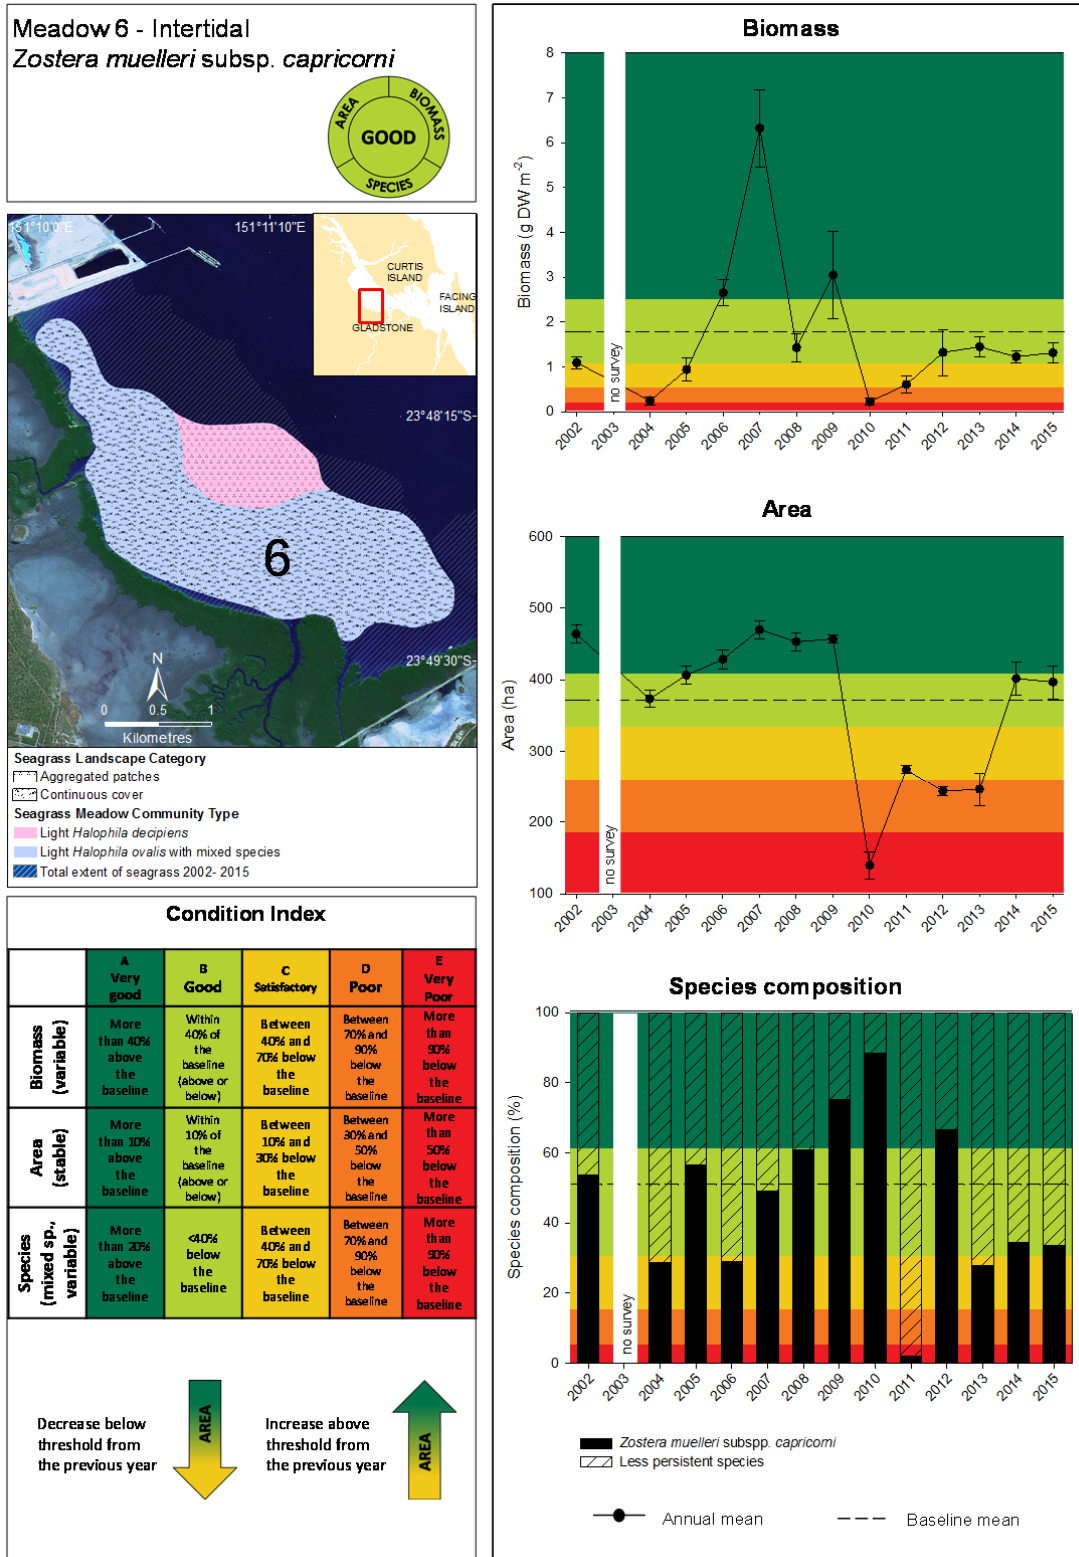 Meadow 6 - Intertidal
Zostera muelleri subsp. capricorni
AREA
BIOMASS
GOOD
SPECIES
151°10'0"E
151°11'10"E
CURTIS
ISLAND
FACING
ISLAND
GLADSTONE
23°48'15"S
6
23°49'30"S
N
0 0.5 1
Kilometres
Seagrass Landscape Category
Aggregated patches
Continuous cover
Seagrass Meadow Community Type
Light Halophila decipiens
Light Halophila ovalis with mixed species
Total extent of seagrass 2002- 2015
Condition Index
A
Very
good
B
Good
C
Satisfactory
D
Poor
E
Very
Poor
Biomass
(variable)
More
than 40%
above
the
baseline
Within
40% of
the
baseline
(above or
below)
Between
40% and
70% below
the
baseline
Between
70% and
90%
below
the
baseline
More
than
90%
below
the
baseline
Area
(stable)
More
than 10%
above
the
baseline
Within
10% of
the
baseline
(above or
below)
Between
10% and
30% below
the
baseline
Between
30% and
50%
below
the
baseline
More
than
50%
below
the
baseline
Species
(mixed sp.,
variable)
More
than 20%
above
the
baseline
<40%
below
the
baseline
Between
40% and
70% below
the
baseline
Between
70% and
90%
below
the
baseline
More
than
90%
below
the
baseline
Decrease below
threshold from
the previous year
AREA
Increase above
threshold from
the previous year
AREA
Biomass
Biomass (g DW m-2)
8
7
6
5
4
3
2
1
0
no survey
2002 2003 2004 2005 2006 2007 2008 2009 2010 2011 2012 2013 2014 2015
Area
Area (ha)
600
500
400
300
200
100
no survey
2002 2003 2004 2005 2006 2007 2008 2009 2010 2011 2012 2013 2014 2015
Species composition
Species composition (%)
100
80
60
40
20
0
no survey
2002 2003 2004 2005 2006 2007 2008 2009 2010 2011 2012 2013 2014 2015
Zostera muelleri subspp. capricorni
Less persistent species
Annual mean
Baseline mean